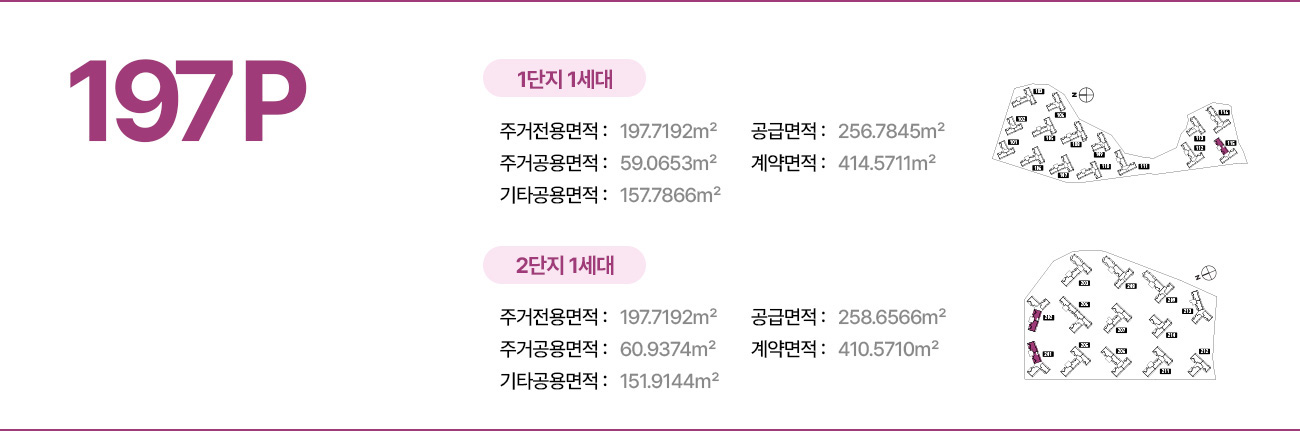 197P
1단지 1세대
주거전용면적 : 197.7192m² 공급면적 : 256.7845m²
주거공용면적 : 59.0653m² 계약면적 : 414.5711m²
기타공용면적 : 157.7866m²
2단지 1세대
주거전용면적 : 197.7192m² 공급면적 : 258.6566m²
주거공용면적 : 60.9374m² 계약면적 : 410.5710m²
기타공용면적 : 151.9144m²